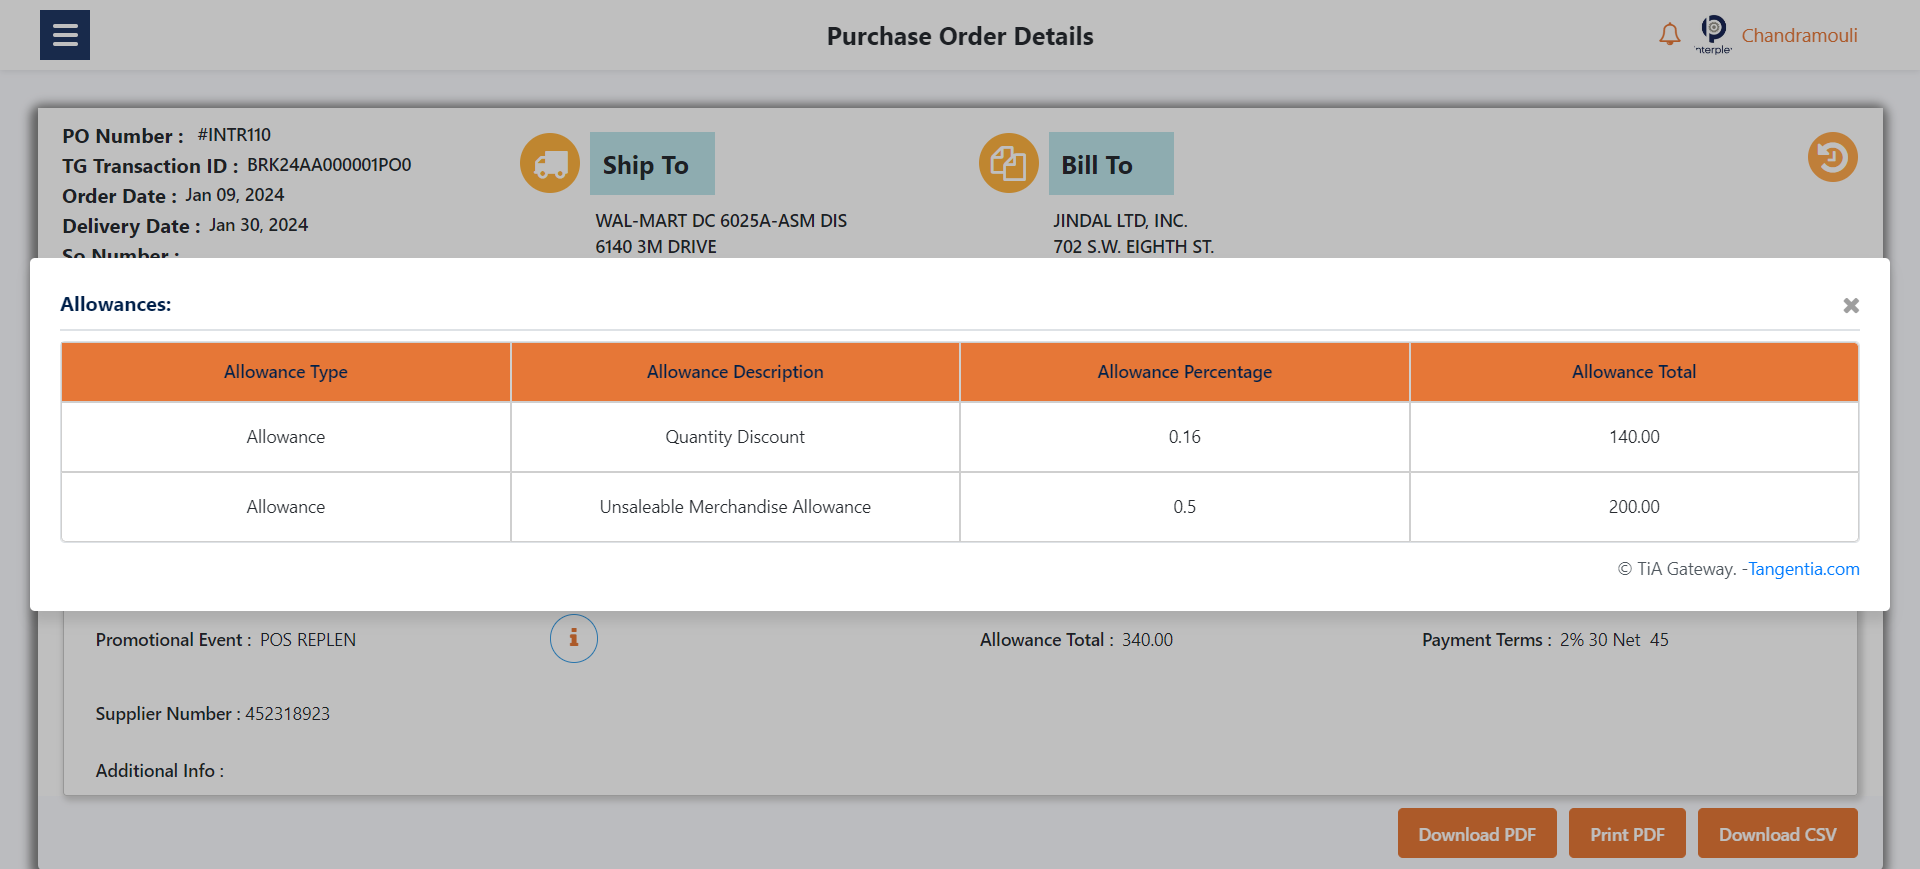 Purchase Order Details
nterple
Chandramouli
PO Number : #INTR110
TG Transaction ID : BRK24AA000001PO0
Order Date : Jan 09, 2024
Delivery Date : Jan 30, 2024
So Number :
Ship To
WAL-MART DC 6025A-ASM DIS
6140 3M DRIVE
Bill To
JINDAL LTD, INC.
702 S.W. EIGHTH ST.
Allowances:
Allowance Type Allowance Description Allowance Percentage Allowance Total
Allowance Quantity Discount 0.16 140.00
Allowance Unsaleable Merchandise Allowance 0.5 200.00
© TiA Gateway. -Tangentia.com
Promotional Event : POS REPLEN Allowance Total : 340.00 Payment Terms : 2% 30 Net 45
Supplier Number : 452318923
Additional Info :
Download PDF Print PDF Download CSV